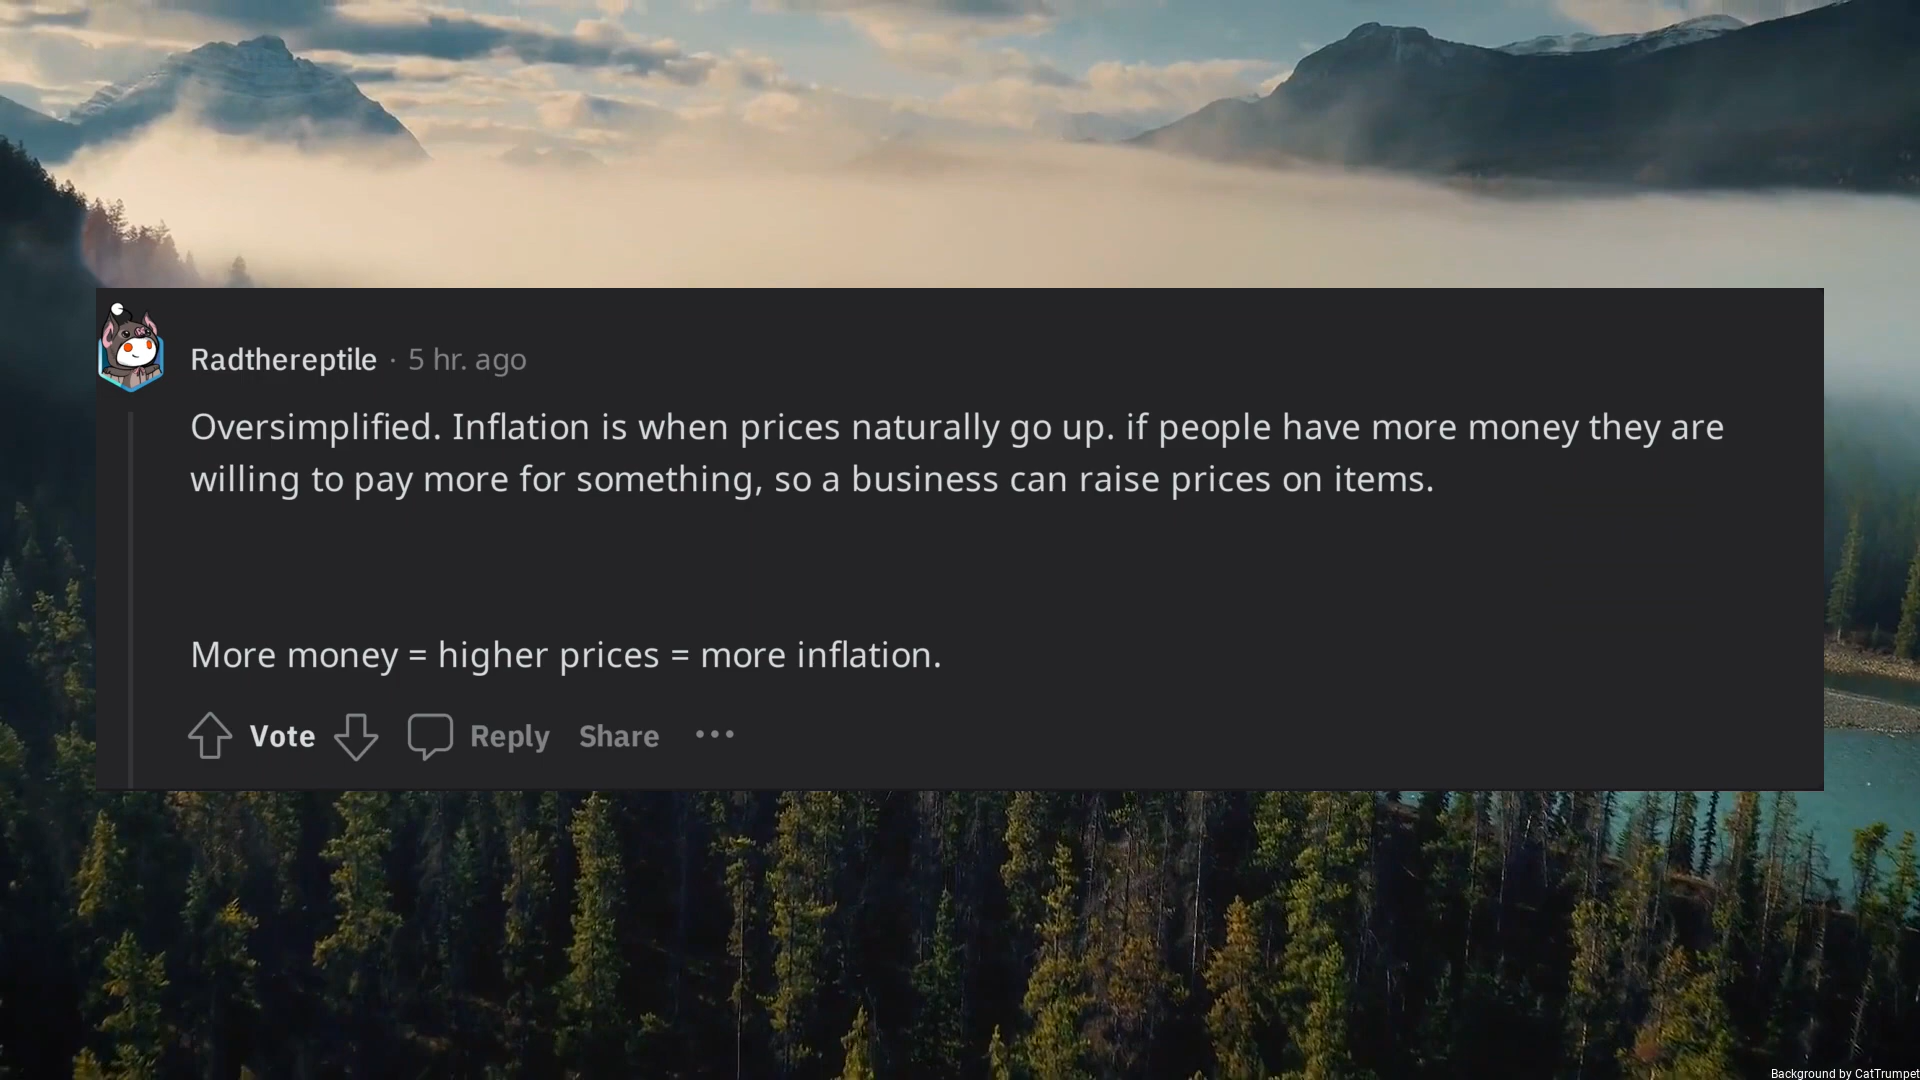 Radthereptile · 5 hr. ago
Oversimplified. Inflation is when prices naturally go up. if people have more money they are
willing to pay more for something, so a business can raise prices on items.
More money = higher prices = more inflation.
Vote Reply Share ...
Background by CatTrumpet